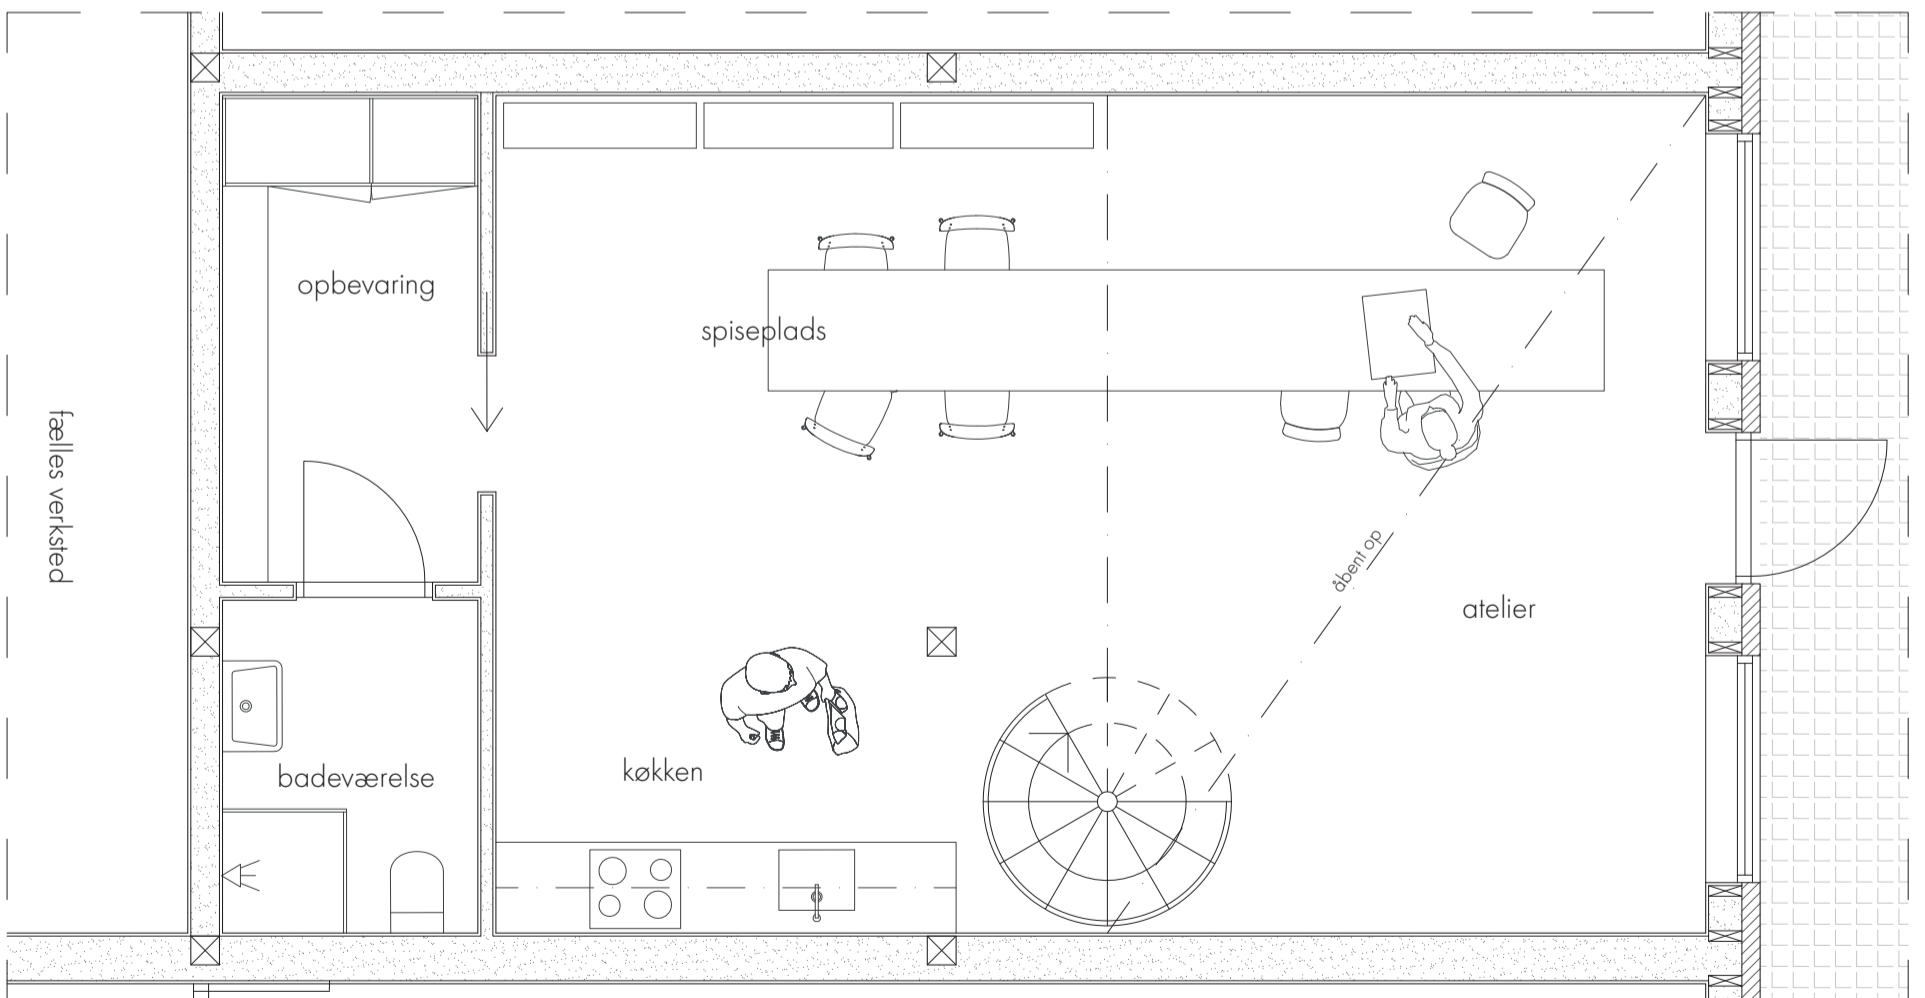 opbevaring
spiseplads
fælles verksted
åbent op
atelier
badeværelse
køkken